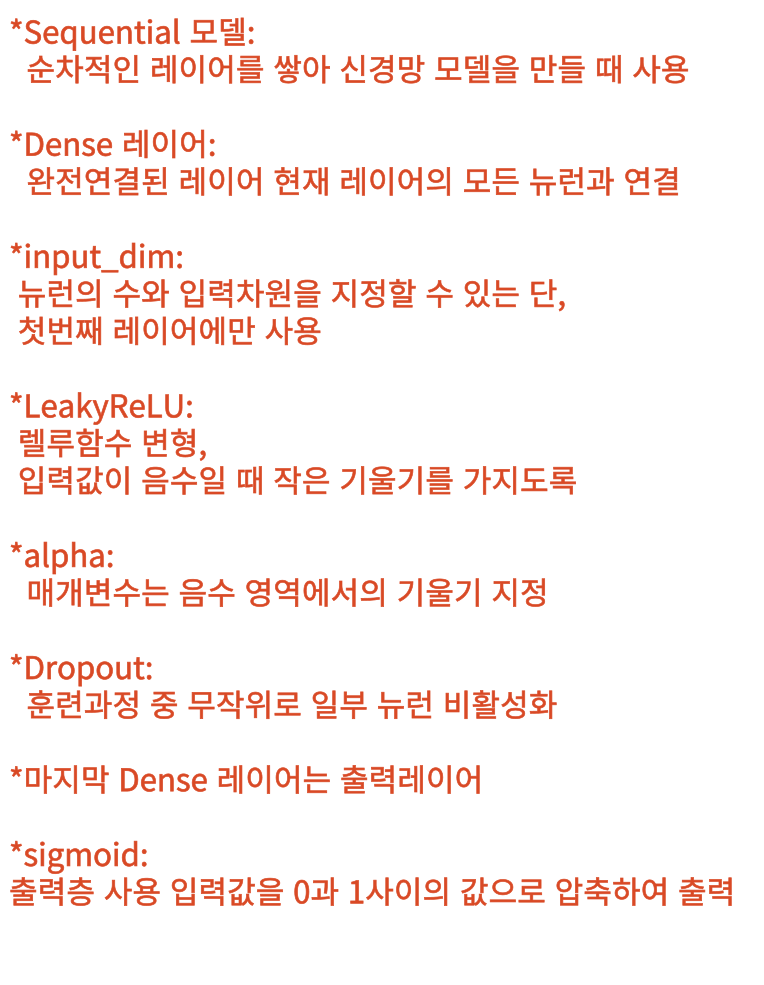 *Sequential 모델:
순차적인 레이어를 쌓아 신경망 모델을 만들 때 사용
*Dense 레이어:
완전연결된 레이어 현재 레이어의 모든 뉴런과 연결
*input_dim:
뉴런의 수와 입력차원을 지정할 수 있는 단,
첫번째 레이어에만 사용
*LeakyReLU:
렐루함수 변형,
입력값이 음수일 때 작은 기울기를 가지도록
*alpha:
매개변수는 음수 영역에서의 기울기 지정
*Dropout:
훈련과정 중 무작위로 일부 뉴런 비활성화
*마지막 Dense 레이어는 출력레이어
*sigmoid:
출력층 사용 입력값을 0과 1사이의 값으로 압축하여 출력